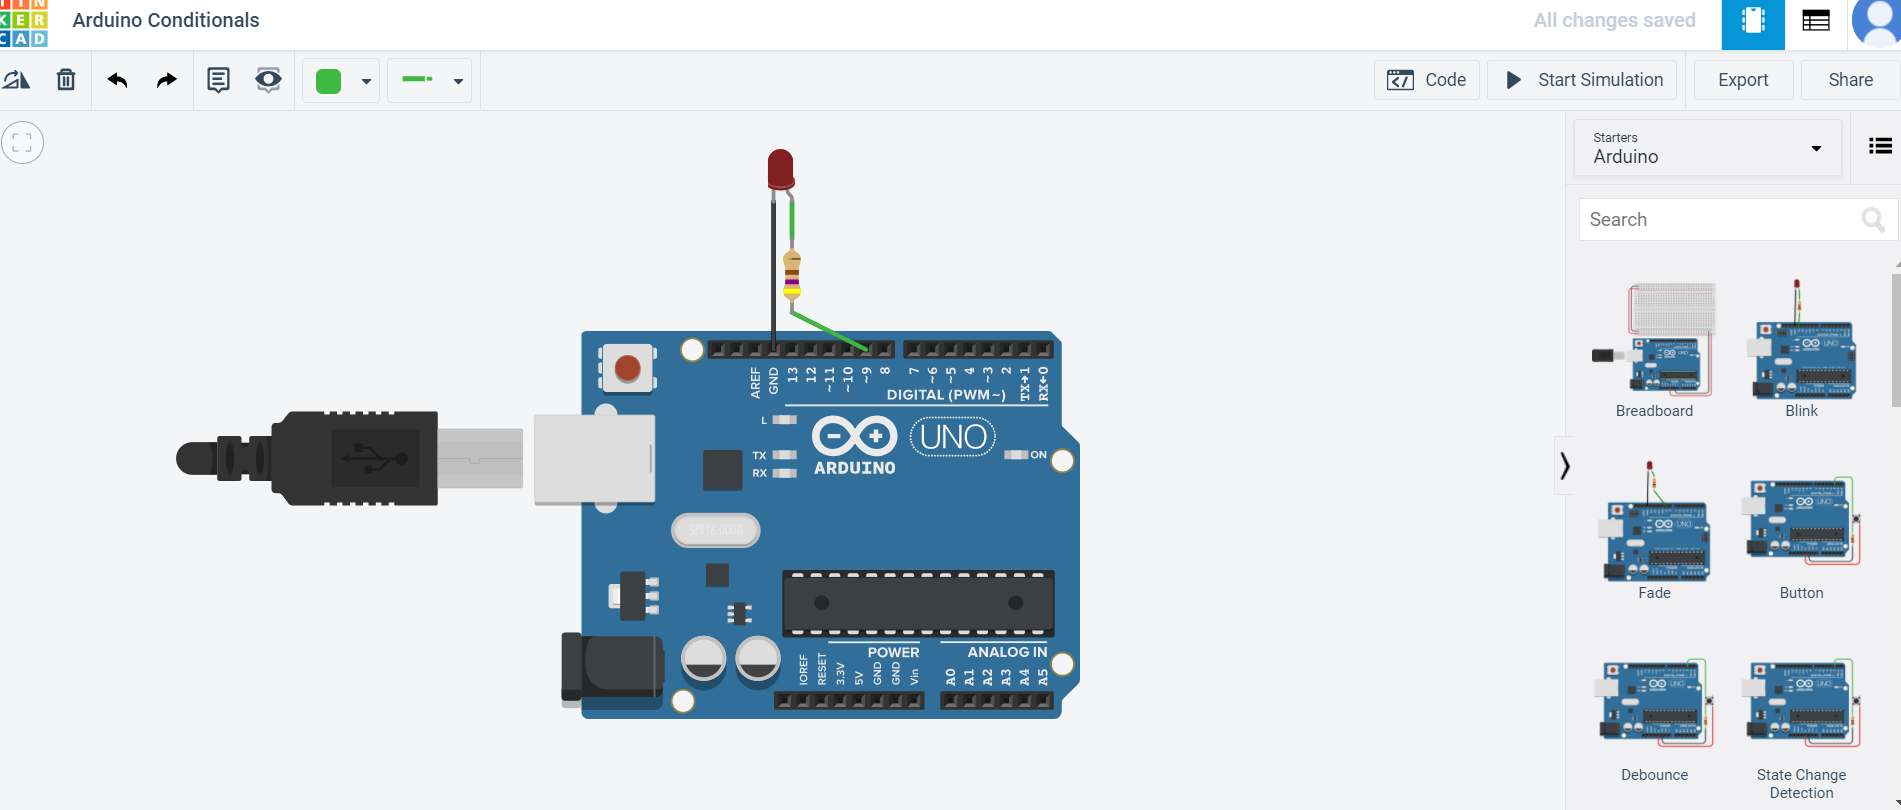 TIN
KER
CAD
Arduino Conditionals
All changes saved
Code
Start Simulation
Export
Share
Starters
Arduino
Search
Breadboard
Blink
Fade
Button
Debounce
State Change
Detection
AREF
GND
13
12
~11
~10
~9
8
7
~6
~5
4
~3
2
TX→1
RX←0
DIGITAL (PWM~)
L
TX
RX
UNO
ARDUINO
ON
SPK16.000G
POWER
ANALOG IN
IOREF
RESET
3.3V
5V
GND
GND
Vin
A0
A1
A2
A3
A4
A5